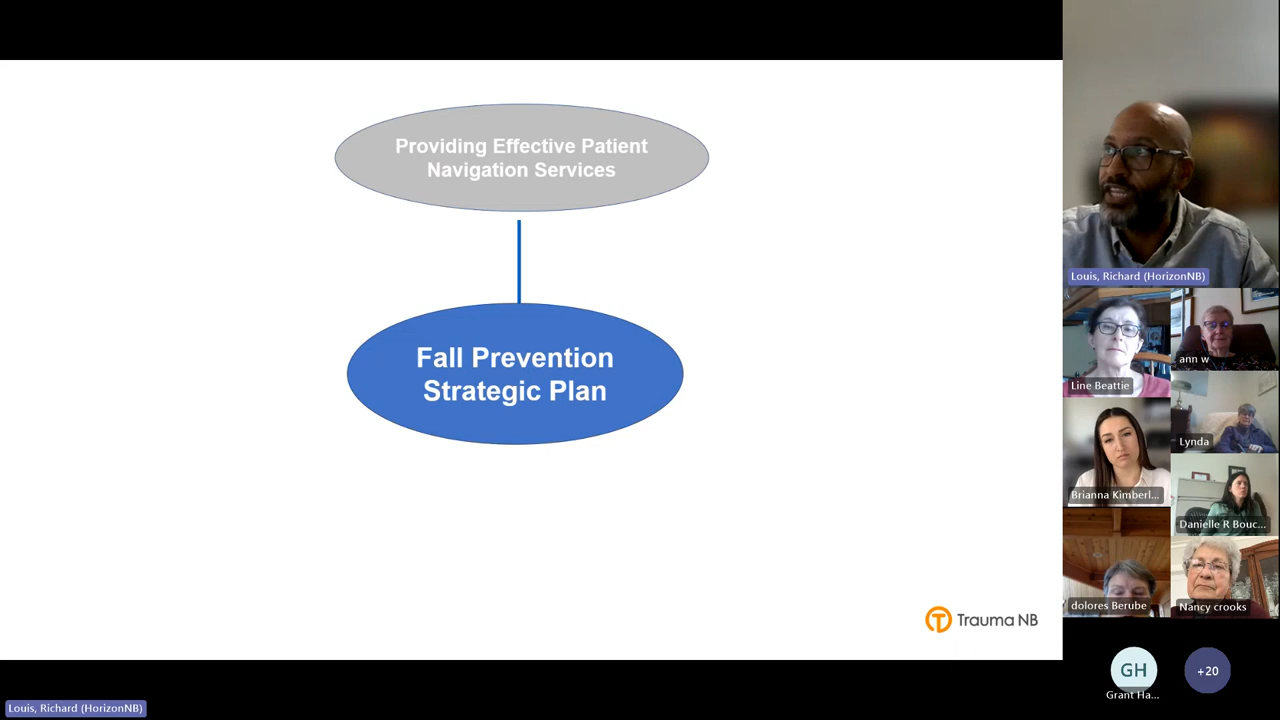 Providing Effective Patient
Navigation Services
Fall Prevention
Strategic Plan
Trauma NB
Louis, Richard (HorizonNB)
Line Beattie
ann w
Lynda
Brianna Kimberl...
Danielle R Bouc...
dolores Berube
Nancy crooks
GH
Grant Ha...
+20
Louis, Richard (HorizonNB)